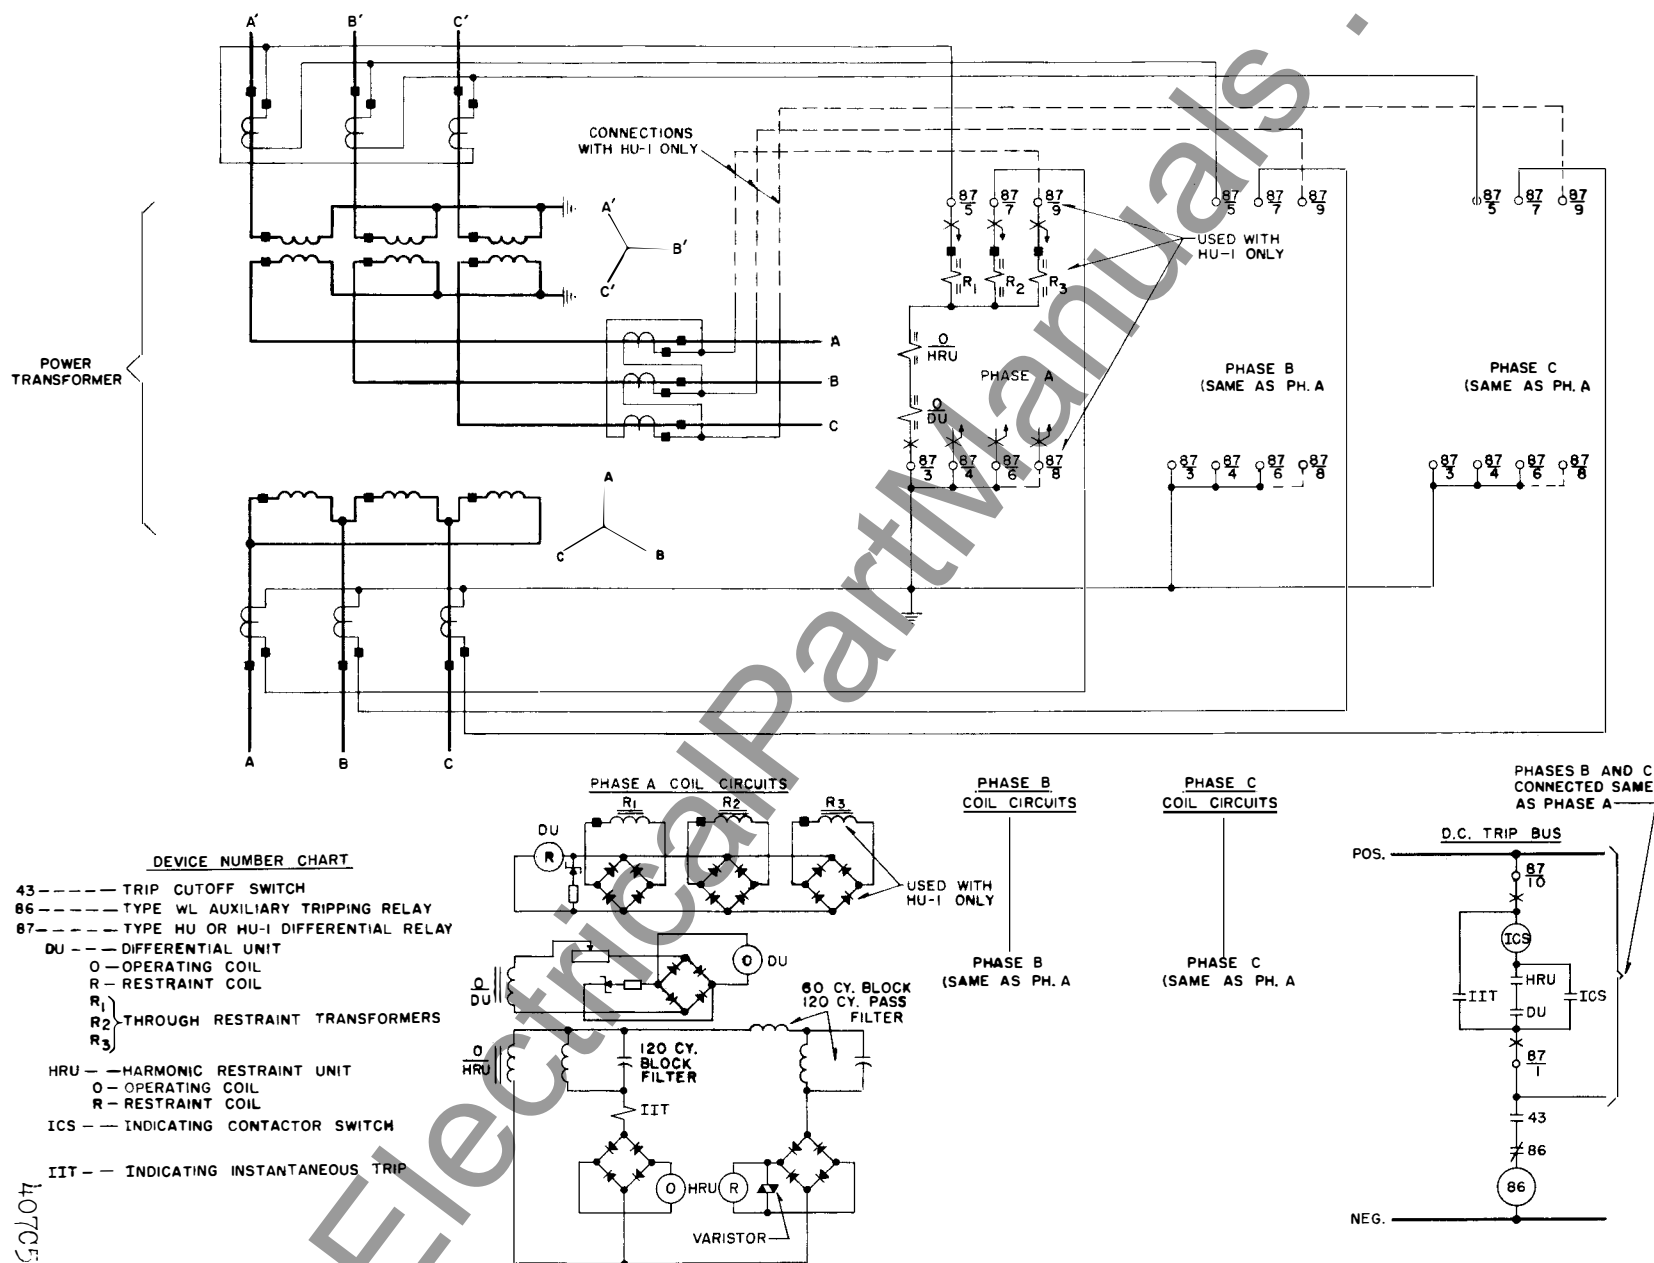 A' B' C'
CONNECTIONS
WITH HU-1 ONLY
87/5 87/7 87/9
87/5 87/7 87/9
87/5 87/7 87/9
A'
B'
C'
USED WITH
HU-1 ONLY
R1 R2 R3
O/HRU
PHASE A
O/DU
87/3 87/4 87/6 87/8
PHASE B
(SAME AS PH. A
87/3 87/4 87/6 87/8
PHASE C
(SAME AS PH. A
87/3 87/4 87/6 87/8
POWER
TRANSFORMER
A
B
C
A
C
B
A B C
PHASE A COIL CIRCUITS
R1 R2 R3
DU
R
USED WITH
HU-1 ONLY
O/DU
O DU
60 CY. BLOCK
120 CY. PASS
FILTER
O/HRU
120 CY.
BLOCK
FILTER
IIT
O HRU R
VARISTOR
PHASE B
COIL CIRCUITS
PHASE B
(SAME AS PH. A
PHASE C
COIL CIRCUITS
PHASE C
(SAME AS PH. A
PHASES B AND C
CONNECTED SAME
AS PHASE A
D.C. TRIP BUS
POS.
87/10
ICS
HRU
IIT
ICS
DU
87/1
43
86
86
NEG.
DEVICE NUMBER CHART
43----- TRIP CUTOFF SWITCH
86----- TYPE WL AUXILIARY TRIPPING RELAY
87----- TYPE HU OR HU-1 DIFFERENTIAL RELAY
DU --- DIFFERENTIAL UNIT
O - OPERATING COIL
R - RESTRAINT COIL
R1
R2 THROUGH RESTRAINT TRANSFORMERS
R3
HRU -- HARMONIC RESTRAINT UNIT
O - OPERATING COIL
R - RESTRAINT COIL
ICS -- INDICATING CONTACTOR SWITCH
IIT -- INDICATING INSTANTANEOUS TRIP
407C5
ElectricalPartManuals .